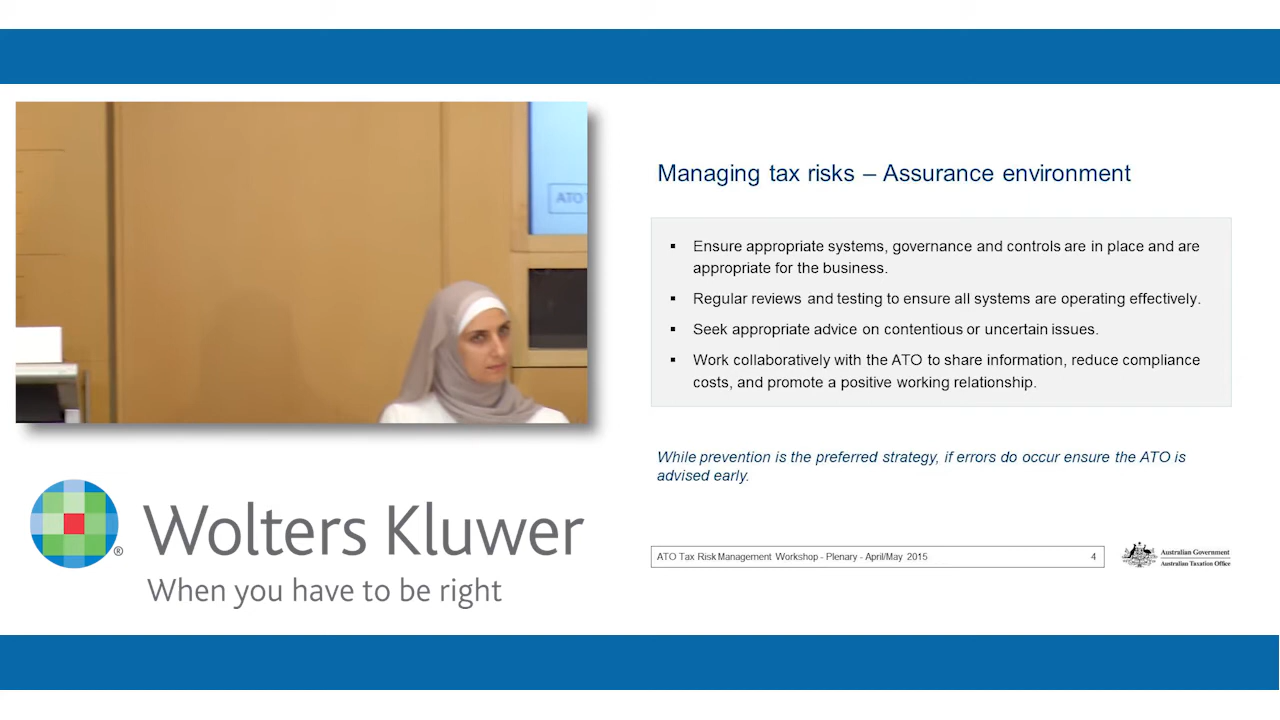 ATO
Managing tax risks – Assurance environment
▪ Ensure appropriate systems, governance and controls are in place and are
appropriate for the business.
▪ Regular reviews and testing to ensure all systems are operating effectively.
▪ Seek appropriate advice on contentious or uncertain issues.
▪ Work collaboratively with the ATO to share information, reduce compliance
costs, and promote a positive working relationship.
While prevention is the preferred strategy, if errors do occur ensure the ATO is
advised early.
ATO Tax Risk Management Workshop - Plenary - April/May 2015 4
Australian Government
Australian Taxation Office
Wolters Kluwer
®
When you have to be right